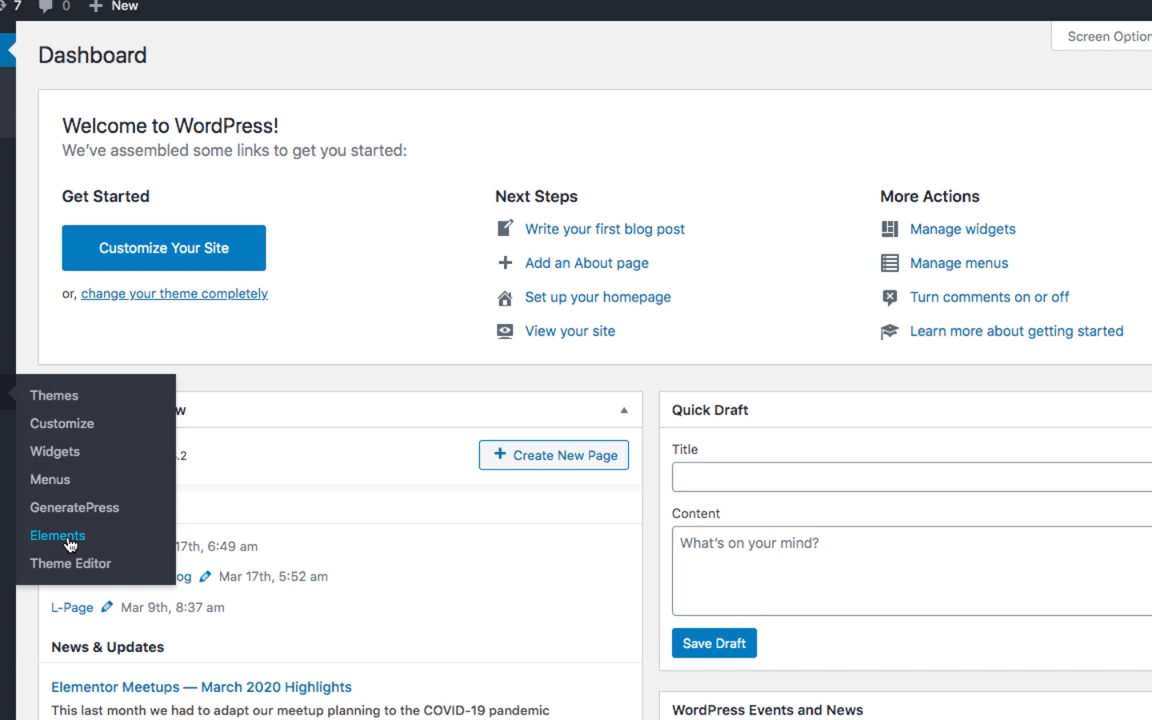 7 0 + New
Screen Option
Dashboard
Welcome to WordPress!
We've assembled some links to get you started:
Get Started
Customize Your Site
or, change your theme completely
Next Steps
Write your first blog post
Add an About page
Set up your homepage
View your site
More Actions
Manage widgets
Manage menus
Turn comments on or off
Learn more about getting started
Themes
Customize
Widgets
Menus
GeneratePress
Elements
Theme Editor
w
.2
+ Create New Page
17th, 6:49 am
og Mar 17th, 5:52 am
L-Page Mar 9th, 8:37 am
News & Updates
Elementor Meetups — March 2020 Highlights
This last month we had to adapt our meetup planning to the COVID-19 pandemic
Quick Draft
Title
Content
What's on your mind?
Save Draft
WordPress Events and News